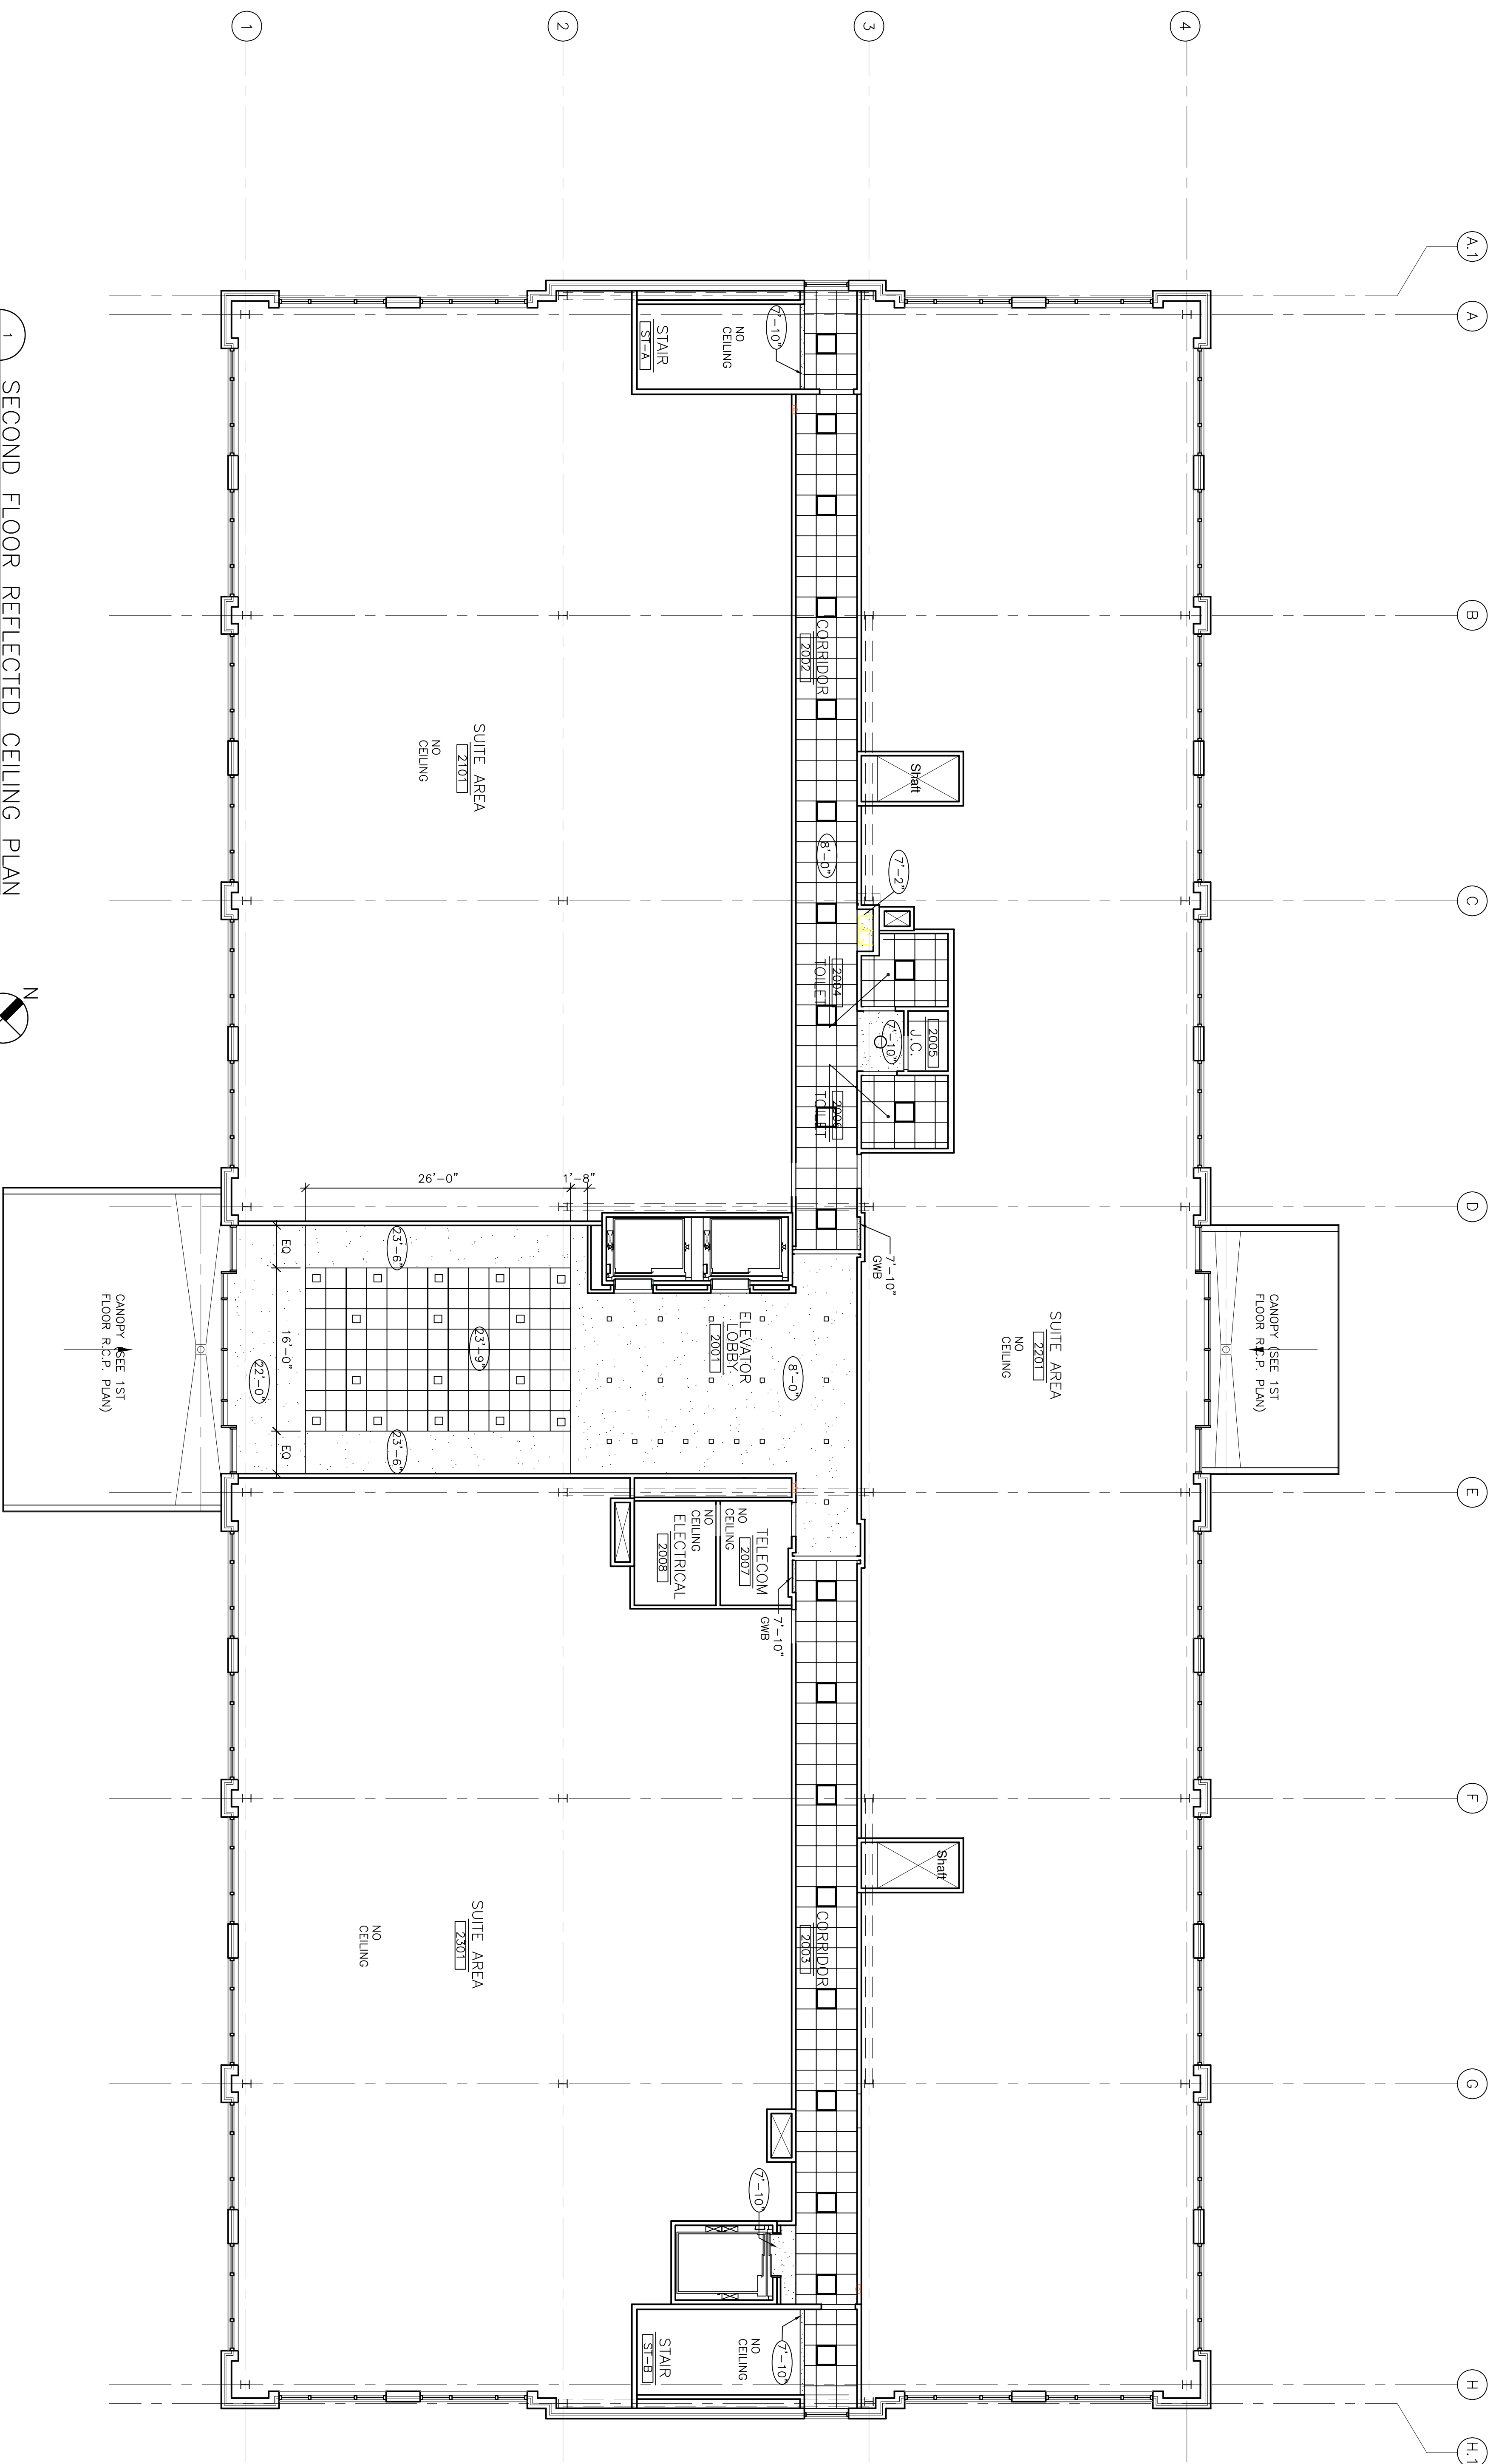 A.1
A
B
C
D
E
F
G
H
H.1
4
3
2
1
CANOPY (SEE 1ST
FLOOR R.C.P. PLAN)
SUITE AREA
2201
NO
CEILING
Shaft
Shaft
7'-2"
2005
J.C.
7'-10"
7'-10"
GWB
2004
TOILET
TOILET
7'-10"
8'-0"
CORRIDOR
2002
CORRIDOR
2003
8'-0"
NO
CEILING
STAIR
ST-A
ELEVATOR
LOBBY
2001
7'-10"
GWB
TELECOM
2007
NO
CEILING
ELECTRICAL
2008
NO
CEILING
7'-10"
7'-10"
NO
CEILING
STAIR
ST-B
1'-8"
26'-0"
SUITE AREA
2101
NO
CEILING
23'-6"
23'-9"
23'-6"
EQ
16'-0"
EQ
22'-0"
SUITE AREA
2301
NO
CEILING
CANOPY (SEE 1ST
FLOOR R.C.P. PLAN)
1
SECOND FLOOR REFLECTED CEILING PLAN
N